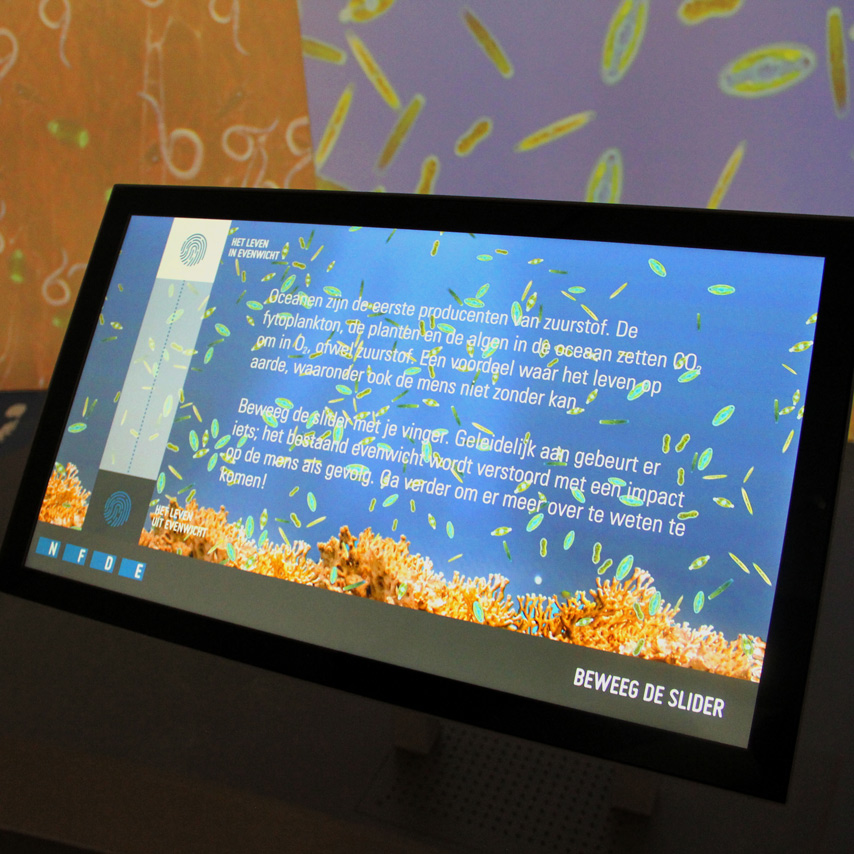 HET LEVEN
IN EVENWICHT
Oceanen zijn de eerste producenten van zuurstof. De
fytoplankton, de planten en de algen in de oceaan zetten CO₂
om in O₂, ofwel zuurstof. Een voordeel waar het leven op
aarde, waaronder ook de mens niet zonder kan.
Beweeg de slider met je vinger. Geleidelijk aan gebeurt er
iets; het bestaand evenwicht wordt verstoord met een impact
op de mens als gevolg. Ga verder om er meer over te weten te
komen!
HET LEVEN
UIT EVENWICHT
N F D E
BEWEEG DE SLIDER